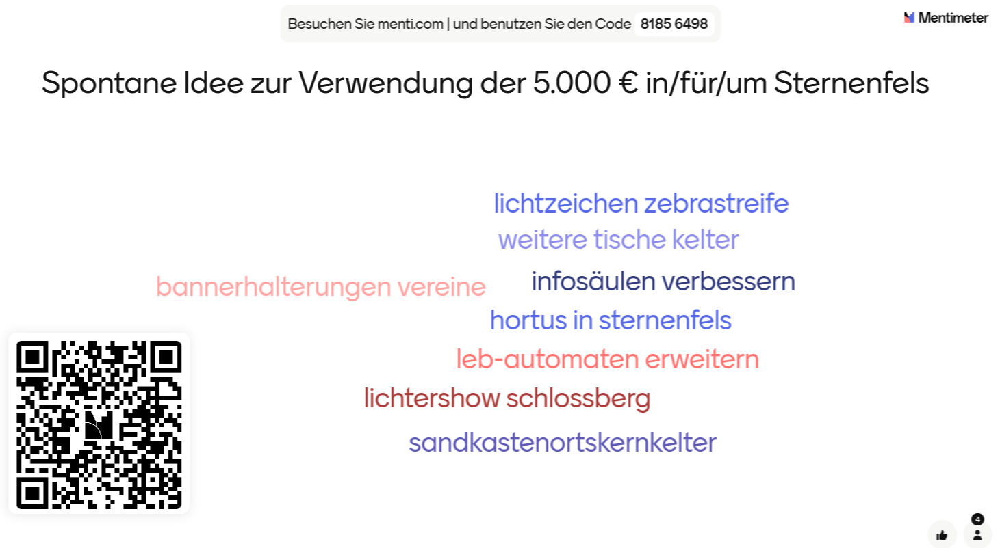 Besuchen Sie menti.com | und benutzen Sie den Code 8185 6498
Mentimeter
Spontane Idee zur Verwendung der 5.000 € in/für/um Sternenfels
lichtzeichen zebrastreife
weitere tische kelter
bannerhalterungen vereine
infosäulen verbessern
hortus in sternenfels
leb-automaten erweitern
lichtershow schlossberg
sandkastenortskernkelter
4